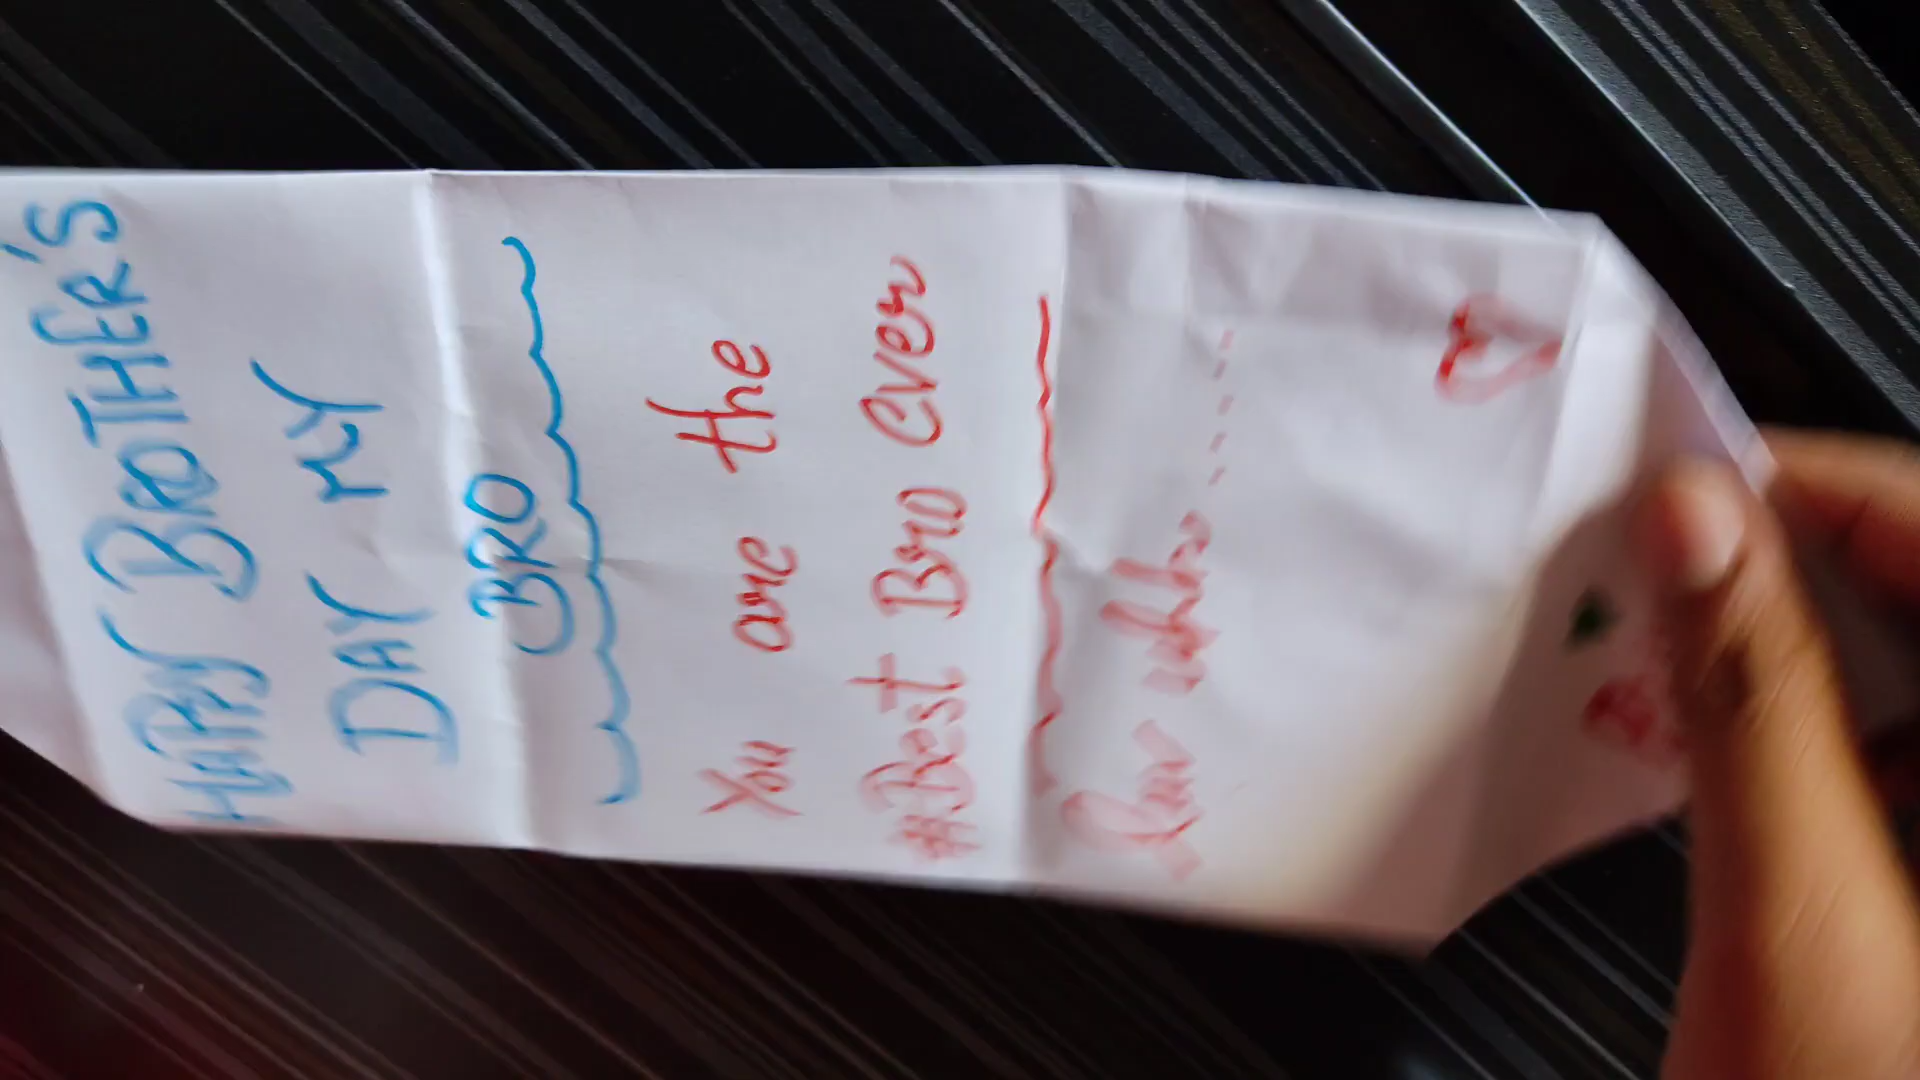 HAPPY BROTHER'S
DAY MY
BRO
You are the
#Best Bro Ever